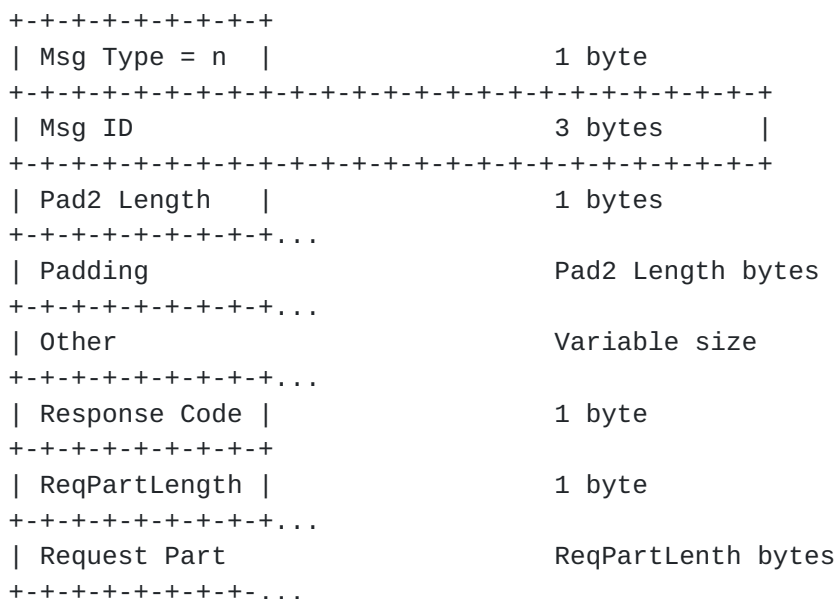 +-+-+-+-+-+-+-+-+
| Msg Type = n  |                  1 byte
+-+-+-+-+-+-+-+-+-+-+-+-+-+-+-+-+-+-+-+-+-+-+-+-+
| Msg ID                           3 bytes      |
+-+-+-+-+-+-+-+-+-+-+-+-+-+-+-+-+-+-+-+-+-+-+-+-+
| Pad2 Length   |                  1 bytes
+-+-+-+-+-+-+-+-+...
| Padding                          Pad2 Length bytes
+-+-+-+-+-+-+-+-+...
| Other                            Variable size
+-+-+-+-+-+-+-+-+...
| Response Code |                  1 byte
+-+-+-+-+-+-+-+-+
| ReqPartLength |                  1 byte
+-+-+-+-+-+-+-+-+...
| Request Part                     ReqPartLenth bytes
+-+-+-+-+-+-+-+-...